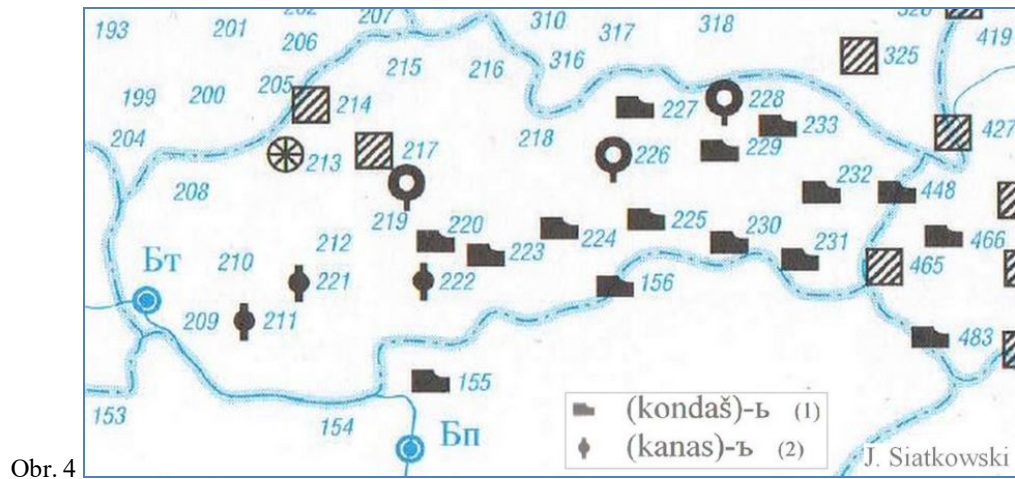 193 201 202 207 310 317 318 326 419
206 215 216 316 325
199 200 205 214 227 228 427
204 213 217 218 226 229 233
208 219 232 448
212 220 223 224 225 230 231 466
Бт 210 221 222 156 465
209 211 483
155
153 154 Бп
(kondaš)-ь (1)
(kanas)-ъ (2)
J. Siatkowski
Obr. 4